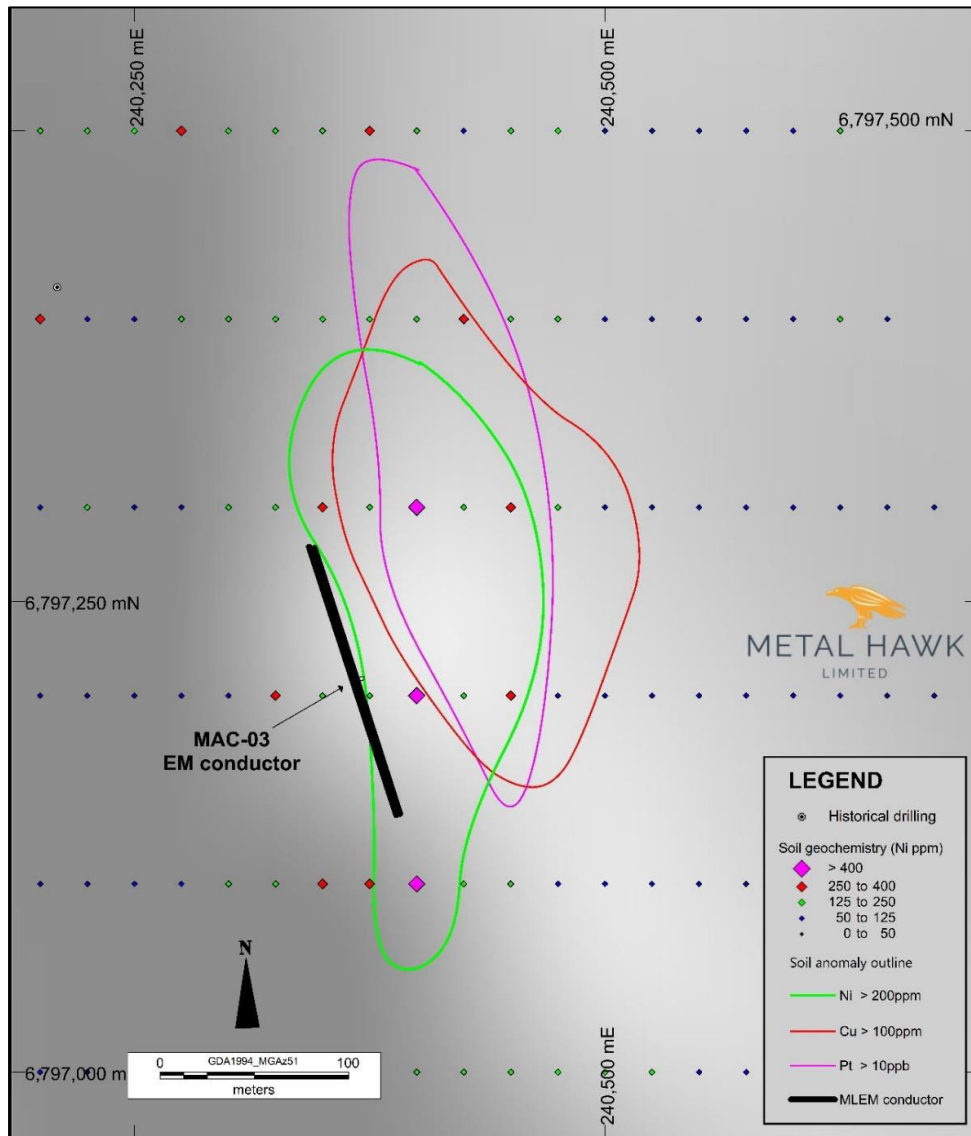 240,250 mE
240,500 mE
6,797,500 mN
6,797,250 mN
METAL HAWK
LIMITED
MAC-03
EM conductor
LEGEND
Historical drilling
Soil geochemistry (Ni ppm)
> 400
250 to 400
125 to 250
50 to 125
0 to 50
Soil anomaly outline
Ni > 200ppm
Cu > 100ppm
Pt > 10ppb
MLEM conductor
N
0 GDA1994_MGAz51 100
meters
6,797,000 m
240,500 mE